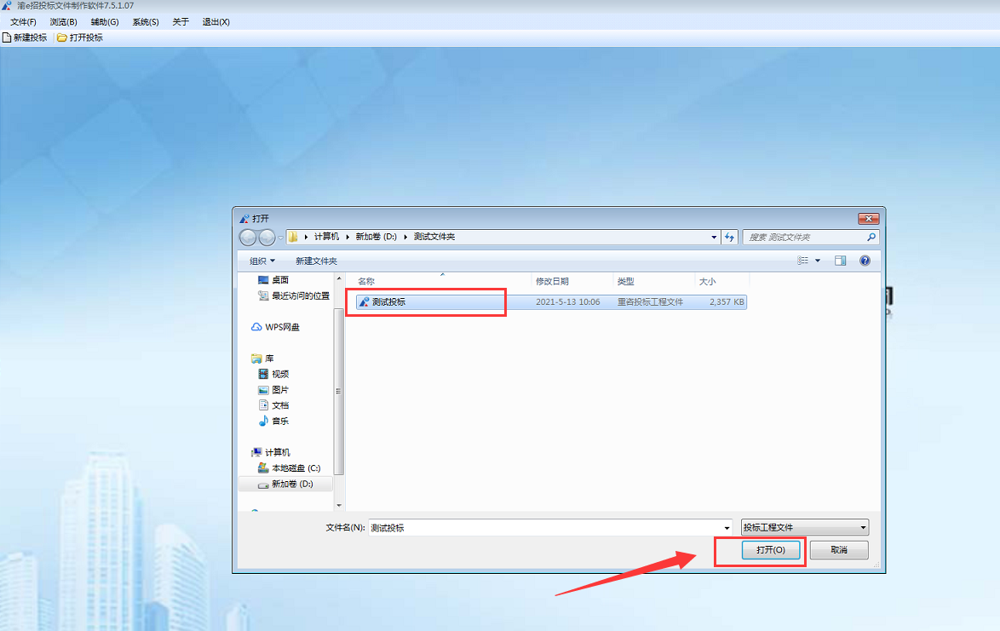 渝e招投标文件制作软件7.5.1.07
文件(F) 浏览(B) 辅助(G) 系统(S) 关于 退出(X)
新建投标 打开投标
打开
计算机 新加卷 (D:) 测试文件夹 搜索 测试文件夹
组织 新建文件夹
桌面
最近访问的位置
WPS网盘
库
视频
图片
文档
音乐
计算机
本地磁盘 (C:)
新加卷 (D:)
名称 修改日期 类型 大小
测试投标 2021-5-13 10:06 重咨投标工程文件 2,357 KB
文件名(N): 测试投标 投标工程文件
打开(O) 取消